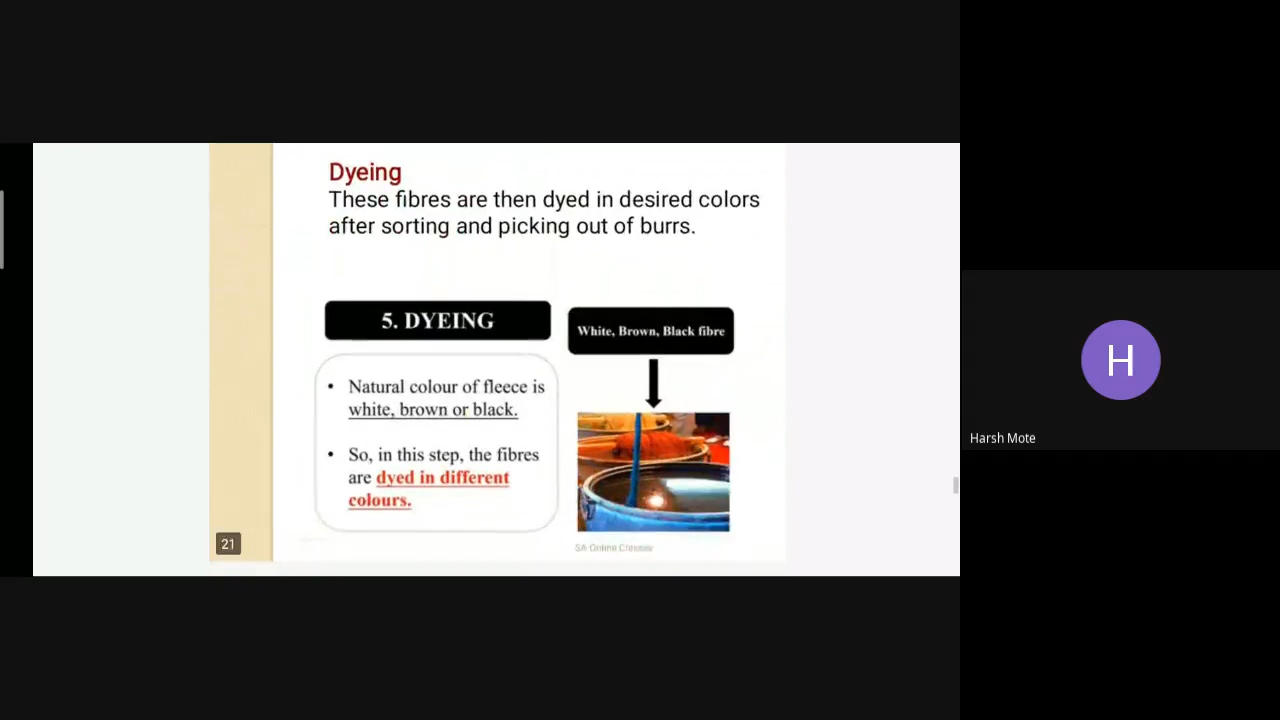 Dyeing
These fibres are then dyed in desired colors
after sorting and picking out of burrs.
5. DYEING
White, Brown, Black fibre
• Natural colour of fleece is
white, brown or black.
• So, in this step, the fibres
are dyed in different
colours.
21
SA Online Classes
H
Harsh Mote